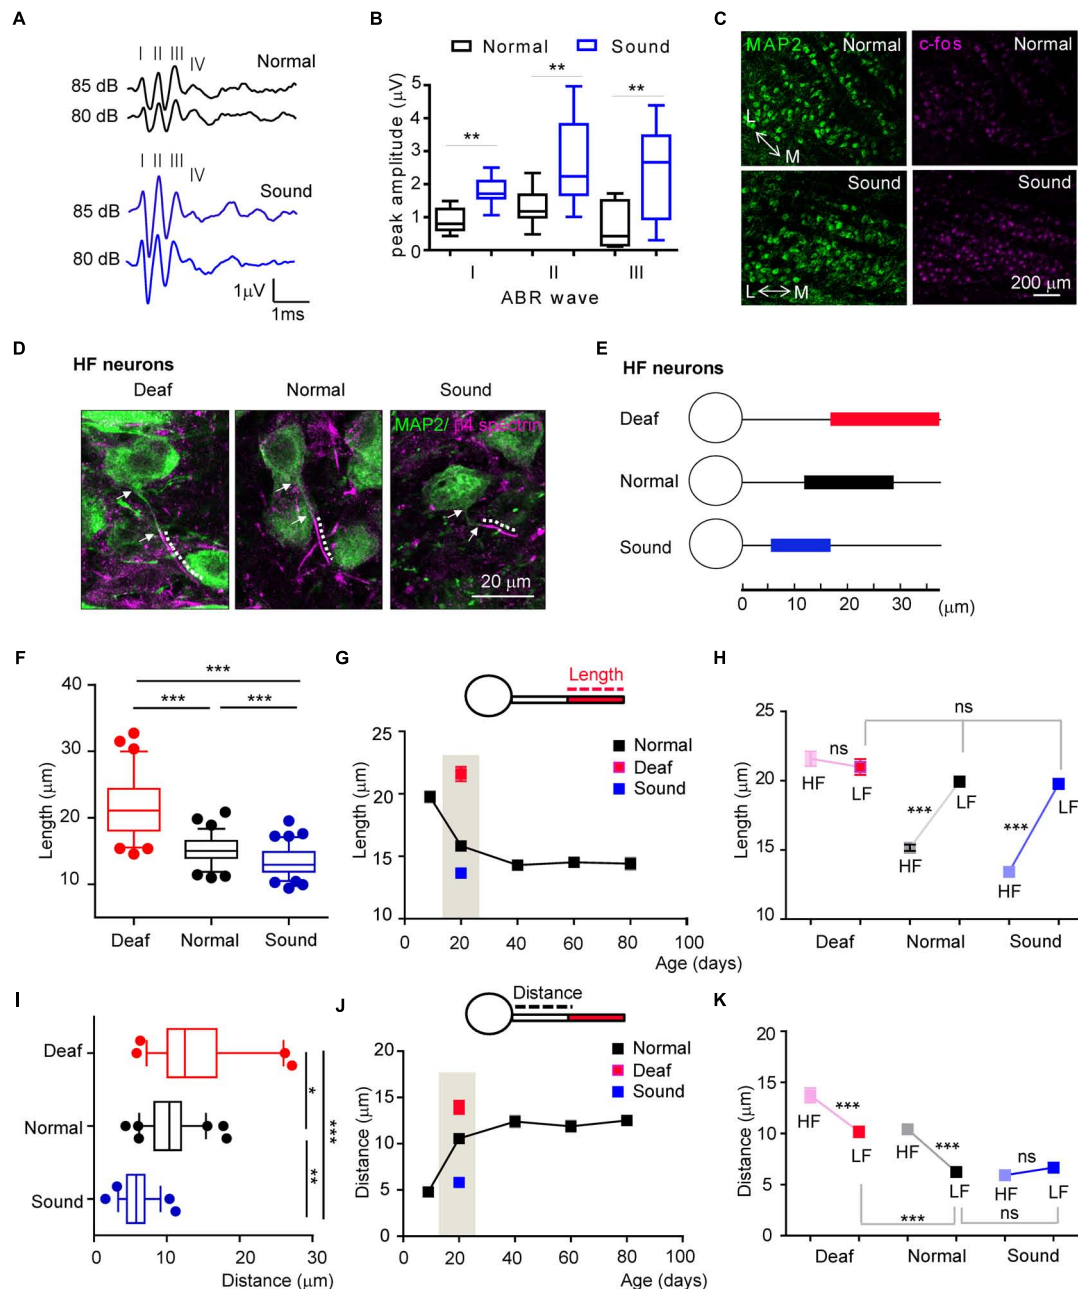 A
I II III IV
Normal
85 dB
80 dB
I II III IV
Sound
85 dB
80 dB
1μV
1ms
B
Normal Sound
peak amplitude (μV)
5
4
3
2
1
0
** ** **
I II III
ABR wave
C
MAP2 Normal
L M
c-fos Normal
Sound
L M
Sound
200 μm
D
HF neurons
Deaf Normal Sound
MAP2/ β4 spectrin
20 μm
E
HF neurons
Deaf
Normal
Sound
0 10 20 30 (μm)
F
***
*** ***
Length (μm)
40
30
20
10
Deaf Normal Sound
G
Length
Normal
Deaf
Sound
Length (μm)
25
20
15
10
0 20 40 60 80 100
Age (days)
H
ns
Length (μm)
25
20
15
10
HF ns LF
HF *** LF
HF *** LF
Deaf Normal Sound
I
Deaf
Normal
Sound
*
**
***
0 10 20 30
Distance (μm)
J
Distance
Normal
Deaf
Sound
Distance (μm)
20
15
10
5
0
0 20 40 60 80 100
Age (days)
K
Distance (μm)
20
15
10
5
0
HF *** LF
HF *** LF
HF ns LF
*** ns
Deaf Normal Sound